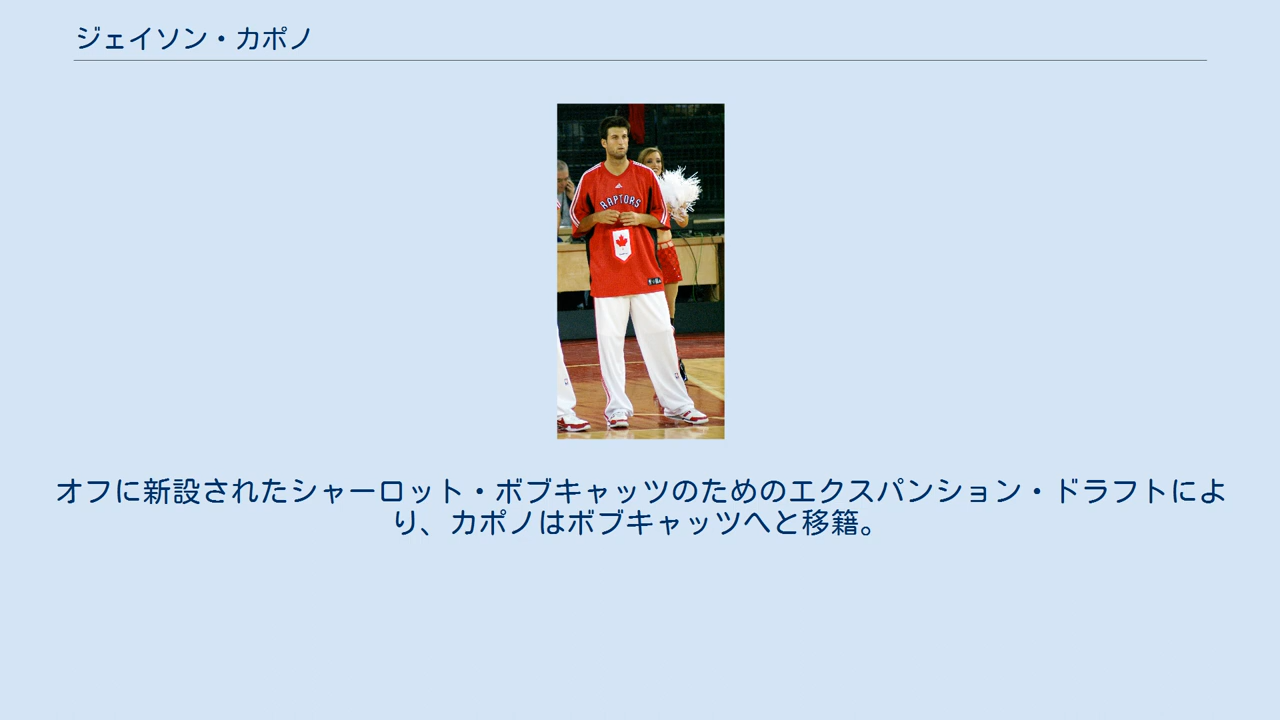 ジェイソン・カポノ
RAPTORS
オフに新設されたシャーロット・ボブキャッツのためのエクスパンション・ドラフトによ
り、カポノはボブキャッツへと移籍。